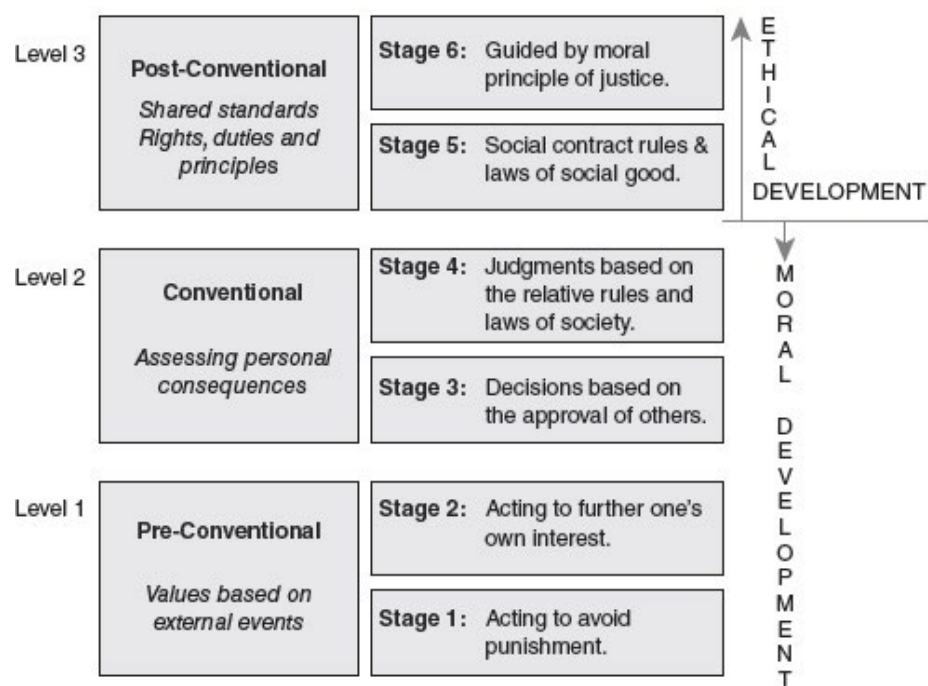 Level 3
Post-Conventional
Shared standards
Rights, duties and
principles
Stage 6: Guided by moral
principle of justice.
Stage 5: Social contract rules &
laws of social good.
ETHICAL
DEVELOPMENT
Level 2
Conventional
Assessing personal
consequences
Stage 4: Judgments based on
the relative rules and
laws of society.
Stage 3: Decisions based on
the approval of others.
Level 1
Pre-Conventional
Values based on
external events
Stage 2: Acting to further one's
own interest.
Stage 1: Acting to avoid
punishment.
MORAL DEVELOPMENT